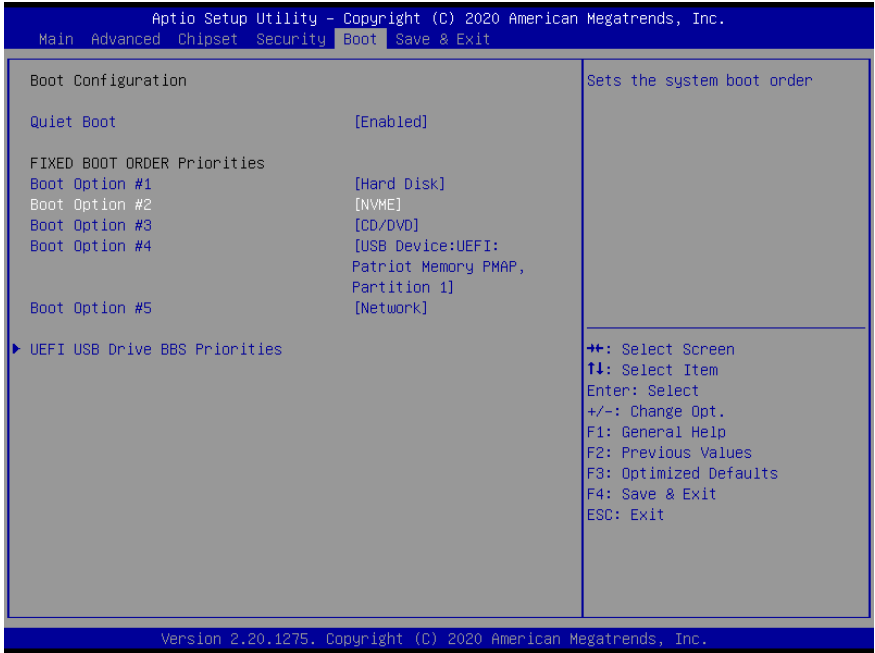 Aptio Setup Utility – Copyright (C) 2020 American Megatrends, Inc.
Main Advanced Chipset Security Boot Save & Exit
Boot Configuration
Quiet Boot [Enabled]
FIXED BOOT ORDER Priorities
Boot Option #1 [Hard Disk]
Boot Option #2 [NVME]
Boot Option #3 [CD/DVD]
Boot Option #4 [USB Device:UEFI:
Patriot Memory PMAP,
Partition 1]
Boot Option #5 [Network]
▶ UEFI USB Drive BBS Priorities
Sets the system boot order
→←: Select Screen
↑↓: Select Item
Enter: Select
+/-: Change Opt.
F1: General Help
F2: Previous Values
F3: Optimized Defaults
F4: Save & Exit
ESC: Exit
Version 2.20.1275. Copyright (C) 2020 American Megatrends, Inc.